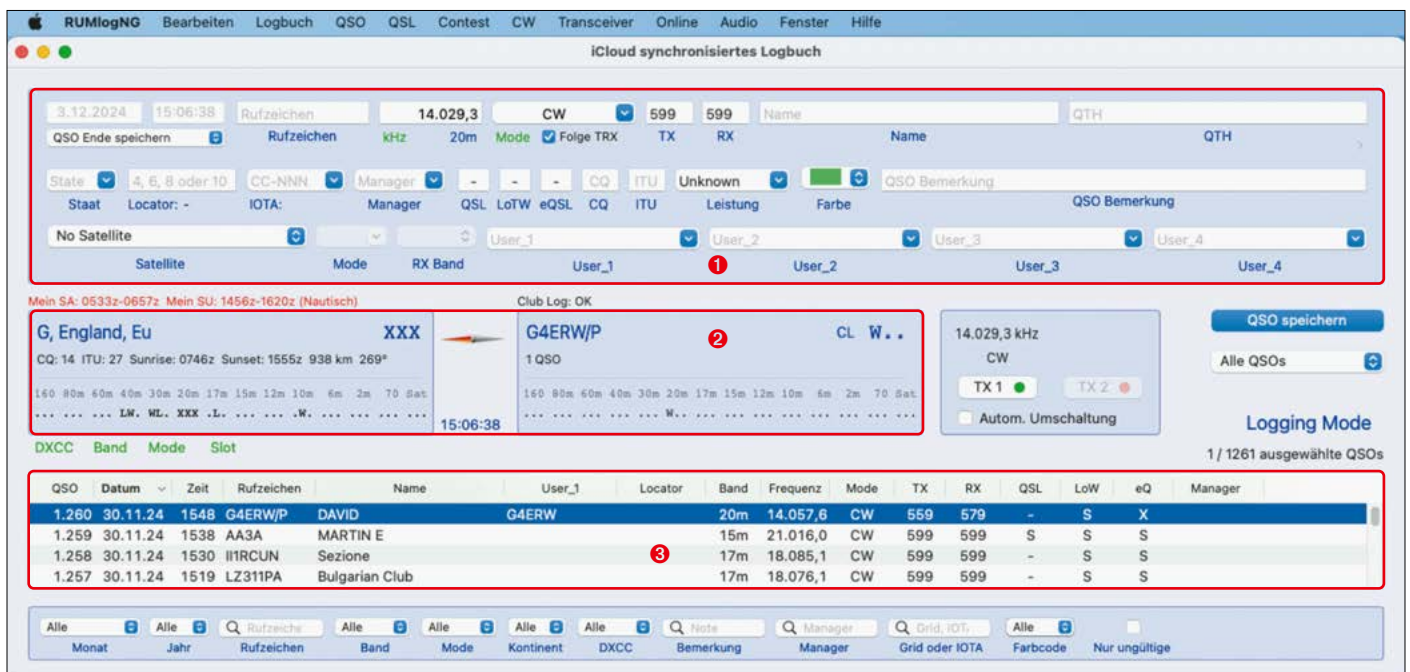 RUMlogNG Bearbeiten Logbuch QSO QSL Contest CW Transceiver Online Audio Fenster Hilfe
iCloud synchronisiertes Logbuch
3.12.2024 15:06:38 Rufzeichen 14.029,3 CW 599 599 Name QTH
QSO Ende speichern Rufzeichen kHz 20m Mode Folge TRX TX RX Name QTH
State 4, 6, 8 oder 10 CC-NNN Manager - - - CQ ITU Unknown QSO Bemerkung
Staat Locator: - IOTA: Manager QSL LoTW eQSL CQ ITU Leistung Farbe QSO Bemerkung
No Satellite User_1 User_2 User_3 User_4
Satellite Mode RX Band User_1 ❶ User_2 User_3 User_4
Mein SA: 0533z-0657z Mein SU: 1456z-1620z (Nautisch) Club Log: OK
G, England, Eu XXX G4ERW/P ❷ CL W.. 14.029,3 kHz QSO speichern
CQ: 14 ITU: 27 Sunrise: 0746z Sunset: 1555z 938 km 269° 1 QSO CW Alle QSOs
TX 1 TX 2
160 80m 60m 40m 30m 20m 17m 15m 12m 10m 6m 2m 70 Sat 160 80m 60m 40m 30m 20m 17m 15m 12m 10m 6m 2m 70 Sat
... ... ... LW. WL. XXX .L. ... ... .W. ... ... ... ... 15:06:38 ... ... ... ... ... W.. ... ... ... ... ... ... ... ... Autom. Umschaltung Logging Mode
DXCC Band Mode Slot 1 / 1261 ausgewählte QSOs
QSO Datum Zeit Rufzeichen Name User_1 Locator Band Frequenz Mode TX RX QSL LoW eQ Manager
1.260 30.11.24 1548 G4ERW/P DAVID G4ERW 20m 14.057,6 CW 559 579 - S X
1.259 30.11.24 1538 AA3A MARTIN E 15m 21.016,0 CW 599 599 S S S
1.258 30.11.24 1530 II1RCUN Sezione ❸ 17m 18.085,1 CW 599 599 - S S
1.257 30.11.24 1519 LZ311PA Bulgarian Club 17m 18.076,1 CW 599 599 - S S
Alle Alle Rufzeiche Alle Alle Alle Alle Note Manager Grid, IOT, Alle
Monat Jahr Rufzeichen Band Mode Kontinent DXCC Bemerkung Manager Grid oder IOTA Farbcode Nur ungültige